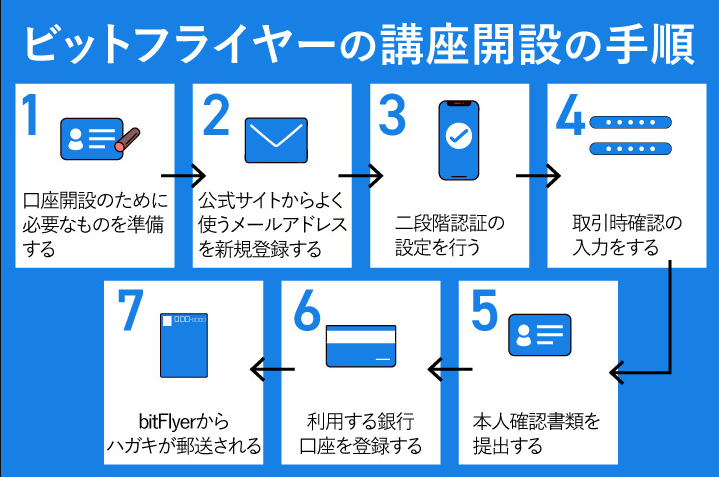 ビットフライヤーの講座開設の手順
1
口座開設のために
必要なものを準備
する
2
公式サイトからよく
使うメールアドレス
を新規登録する
3
二段階認証の
設定を行う
4
取引時確認の
入力をする
5
本人確認書類を
提出する
6
利用する銀行
口座を登録する
7
bitFlyerから
ハガキが郵送される